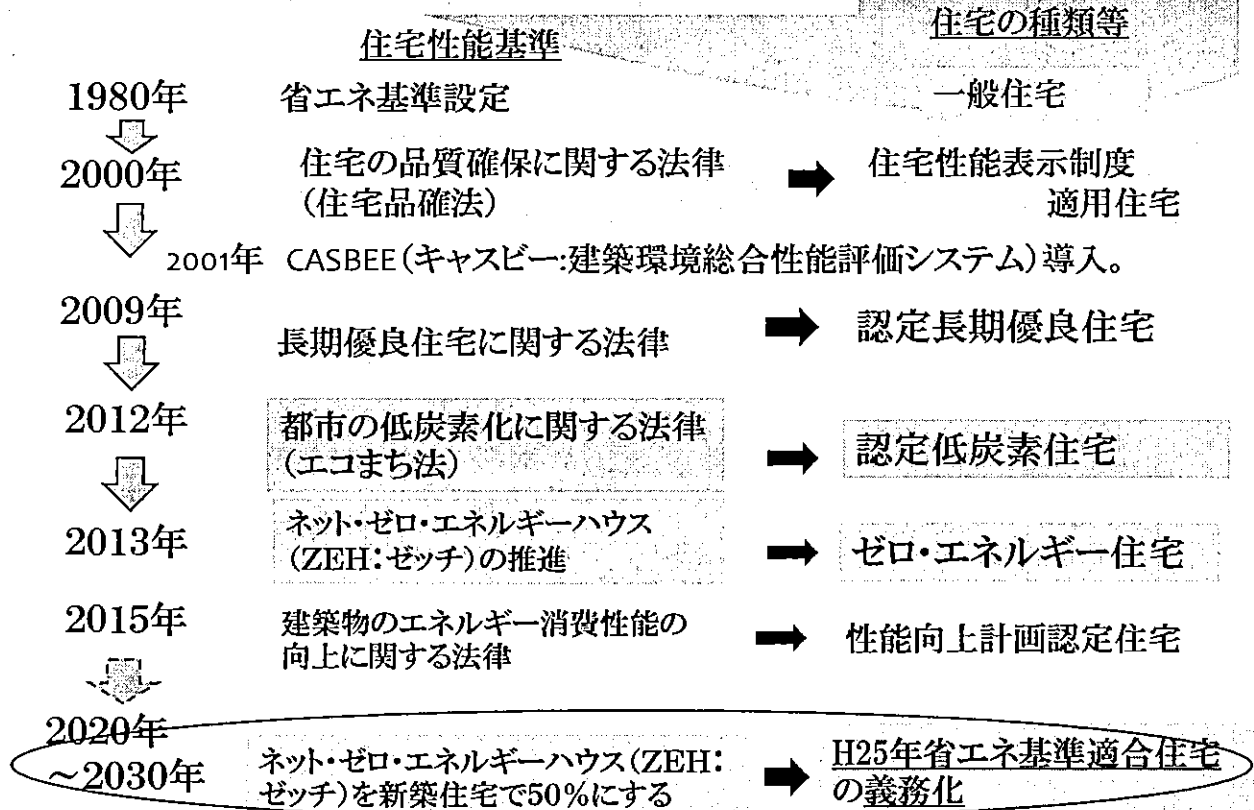 住宅性能基準
住宅の種類等
1980年 省エネ基準設定 一般住宅
2000年 住宅の品質確保に関する法律 住宅性能表示制度
(住宅品確法) 適用住宅
2001年 CASBEE(キャスビー:建築環境総合性能評価システム)導入。
2009年
長期優良住宅に関する法律 認定長期優良住宅
2012年 都市の低炭素化に関する法律
(エコまち法) 認定低炭素住宅
2013年 ネット・ゼロ・エネルギーハウス
(ZEH:ゼッチ)の推進 ゼロ・エネルギー住宅
2015年 建築物のエネルギー消費性能の
向上に関する法律 性能向上計画認定住宅
2020年
~2030年 ネット・ゼロ・エネルギーハウス(ZEH: H25年省エネ基準適合住宅
ゼッチ)を新築住宅で50%にする の義務化